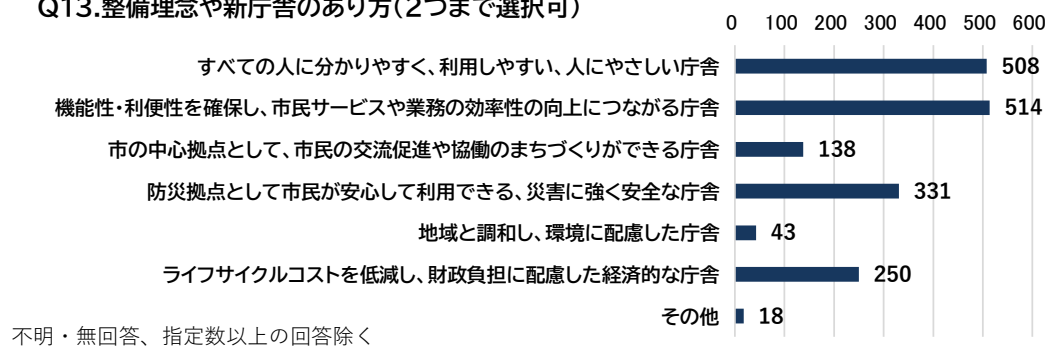 Q13.整備理念や新庁舎のあり方(2つまで選択可)
0 100 200 300 400 500 600
すべての人に分かりやすく、利用しやすい、人にやさしい庁舎 508
機能性・利便性を確保し、市民サービスや業務の効率性の向上につながる庁舎 514
市の中心拠点として、市民の交流促進や協働のまちづくりができる庁舎 138
防災拠点として市民が安心して利用できる、災害に強く安全な庁舎 331
地域と調和し、環境に配慮した庁舎 43
ライフサイクルコストを低減し、財政負担に配慮した経済的な庁舎 250
その他 18
不明・無回答、指定数以上の回答除く